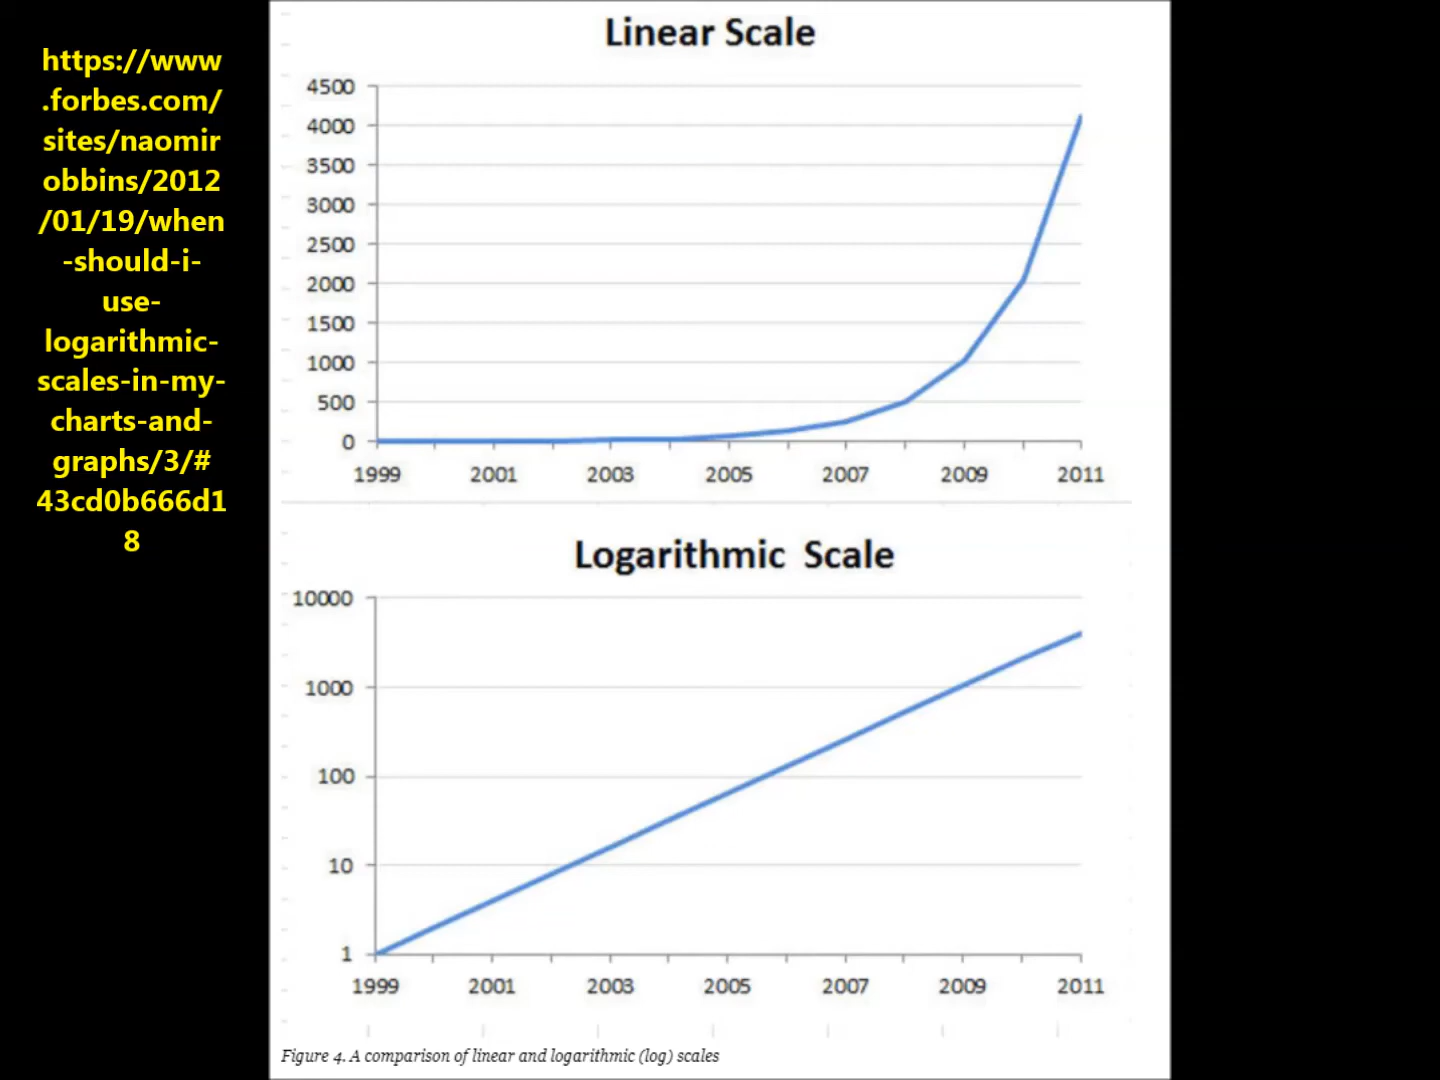 https://www
.forbes.com/
sites/naomir
obbins/2012
/01/19/when
-should-i-
use-
logarithmic-
scales-in-my-
charts-and-
graphs/3/#
43cd0b666d1
8
Linear Scale
4500
4000
3500
3000
2500
2000
1500
1000
500
0
1999 2001 2003 2005 2007 2009 2011
Logarithmic Scale
10000
1000
100
10
1
1999 2001 2003 2005 2007 2009 2011
Figure 4. A comparison of linear and logarithmic (log) scales